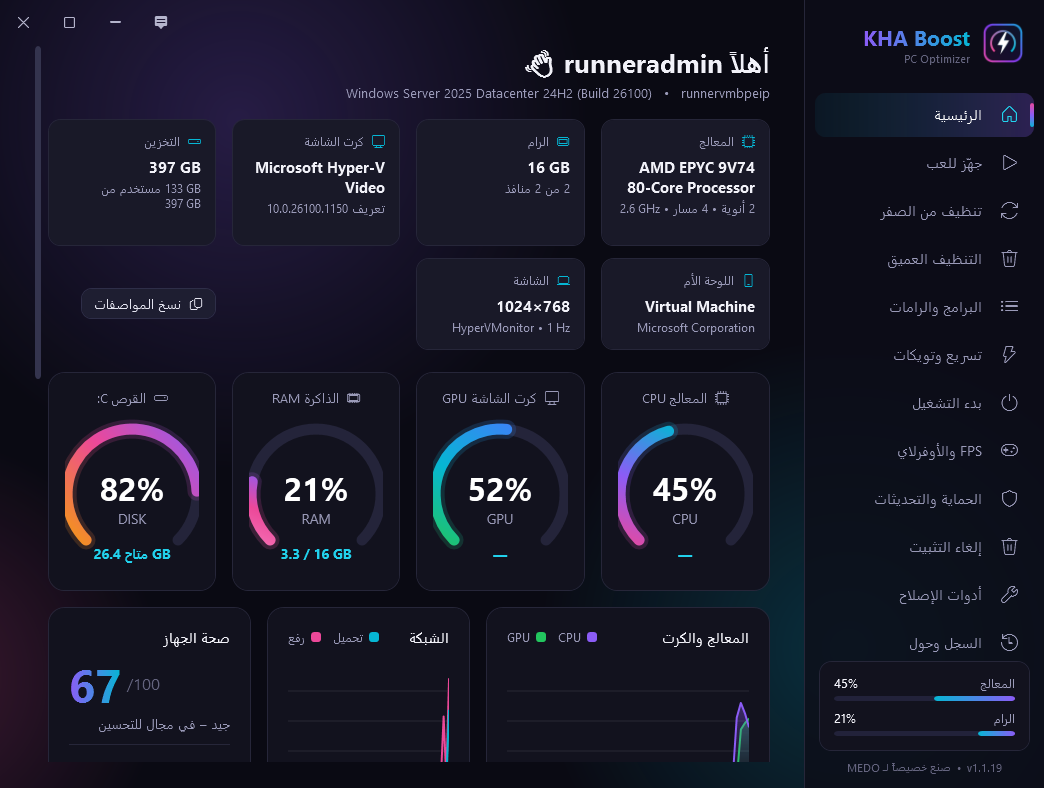 KHA Boost
PC Optimizer
الرئيسية
جهّز للعب
تنظيف من الصفر
التنظيف العميق
البرامج والرامات
تسريع وتويكات
بدء التشغيل
FPS والأوفرلاي
الحماية والتحديثات
إلغاء التثبيت
أدوات الإصلاح
السجل وحول
المعالج 45%
الرام 21%
v1.1.19 • صنع خصيصاً لـ MEDO
أهلاً runneradmin 👋
Windows Server 2025 Datacenter 24H2 (Build 26100) • runnervmbpeip
المعالج
AMD EPYC 9V74
80-Core Processor
2 أنوية • 4 مسار • 2.6 GHz
الرام
16 GB
2 من 2 منافذ
كرت الشاشة
Microsoft Hyper-V
Video
تعريف 10.0.26100.1150
التخزين
397 GB
133 GB مستخدم من
397 GB
اللوحة الأم
Virtual Machine
Microsoft Corporation
الشاشة
1024×768
HyperVMonitor • 1 Hz
نسخ المواصفات
المعالج CPU
45%
CPU
—
كرت الشاشة GPU
52%
GPU
—
الذاكرة RAM
21%
RAM
3.3 / 16 GB
القرص C:
82%
DISK
26.4 متاح GB
المعالج والكرت
CPU
GPU
الشبكة
تحميل
رفع
صحة الجهاز
67 /100
جيد – في مجال للتحسين